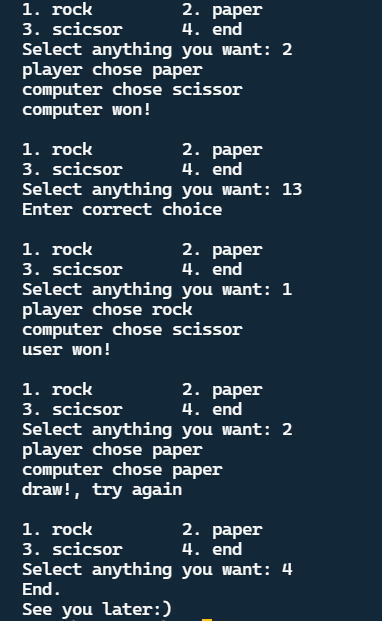 1. rock 2. paper
3. scicsor 4. end
Select anything you want: 2
player chose paper
computer chose scissor
computer won!
1. rock 2. paper
3. scicsor 4. end
Select anything you want: 13
Enter correct choice
1. rock 2. paper
3. scicsor 4. end
Select anything you want: 1
player chose rock
computer chose scissor
user won!
1. rock 2. paper
3. scicsor 4. end
Select anything you want: 2
player chose paper
computer chose paper
draw!, try again
1. rock 2. paper
3. scicsor 4. end
Select anything you want: 4
End.
See you later:)